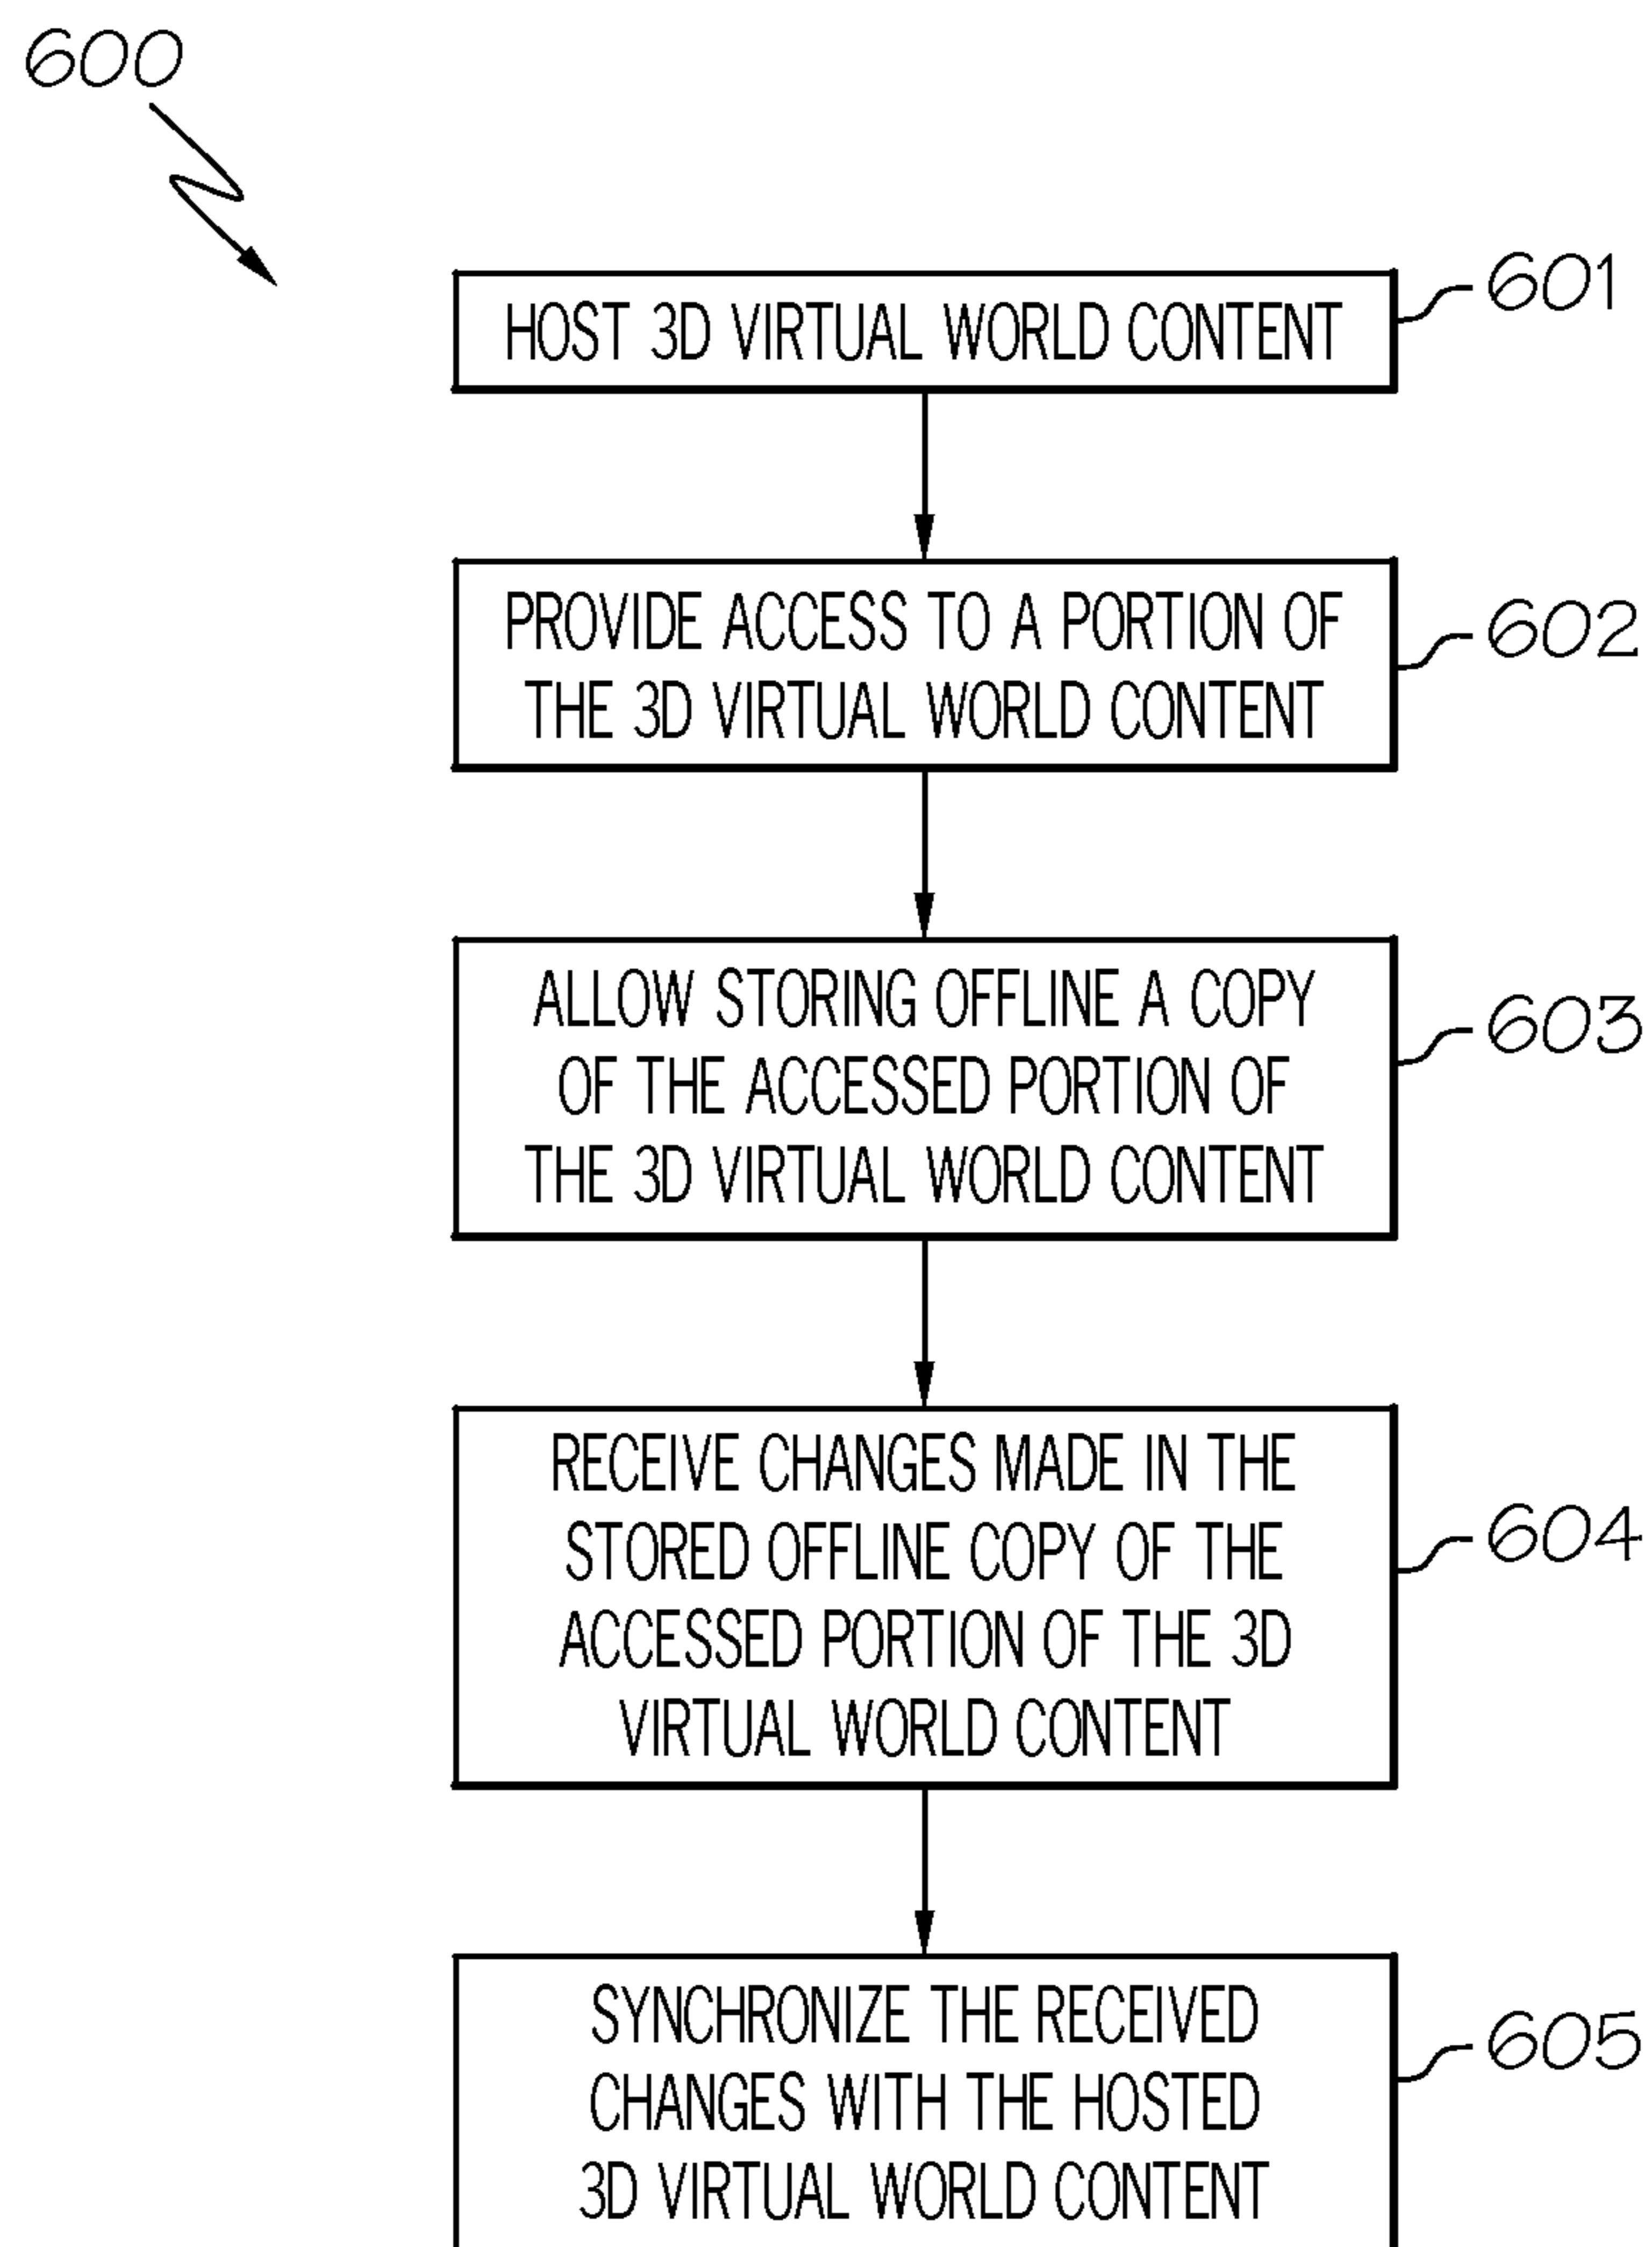 600
HOST 3D VIRTUAL WORLD CONTENT
601
PROVIDE ACCESS TO A PORTION OF
THE 3D VIRTUAL WORLD CONTENT
602
ALLOW STORING OFFLINE A COPY
OF THE ACCESSED PORTION OF
THE 3D VIRTUAL WORLD CONTENT
603
RECEIVE CHANGES MADE IN THE
STORED OFFLINE COPY OF THE
ACCESSED PORTION OF THE 3D
VIRTUAL WORLD CONTENT
604
SYNCHRONIZE THE RECEIVED
CHANGES WITH THE HOSTED
3D VIRTUAL WORLD CONTENT
605